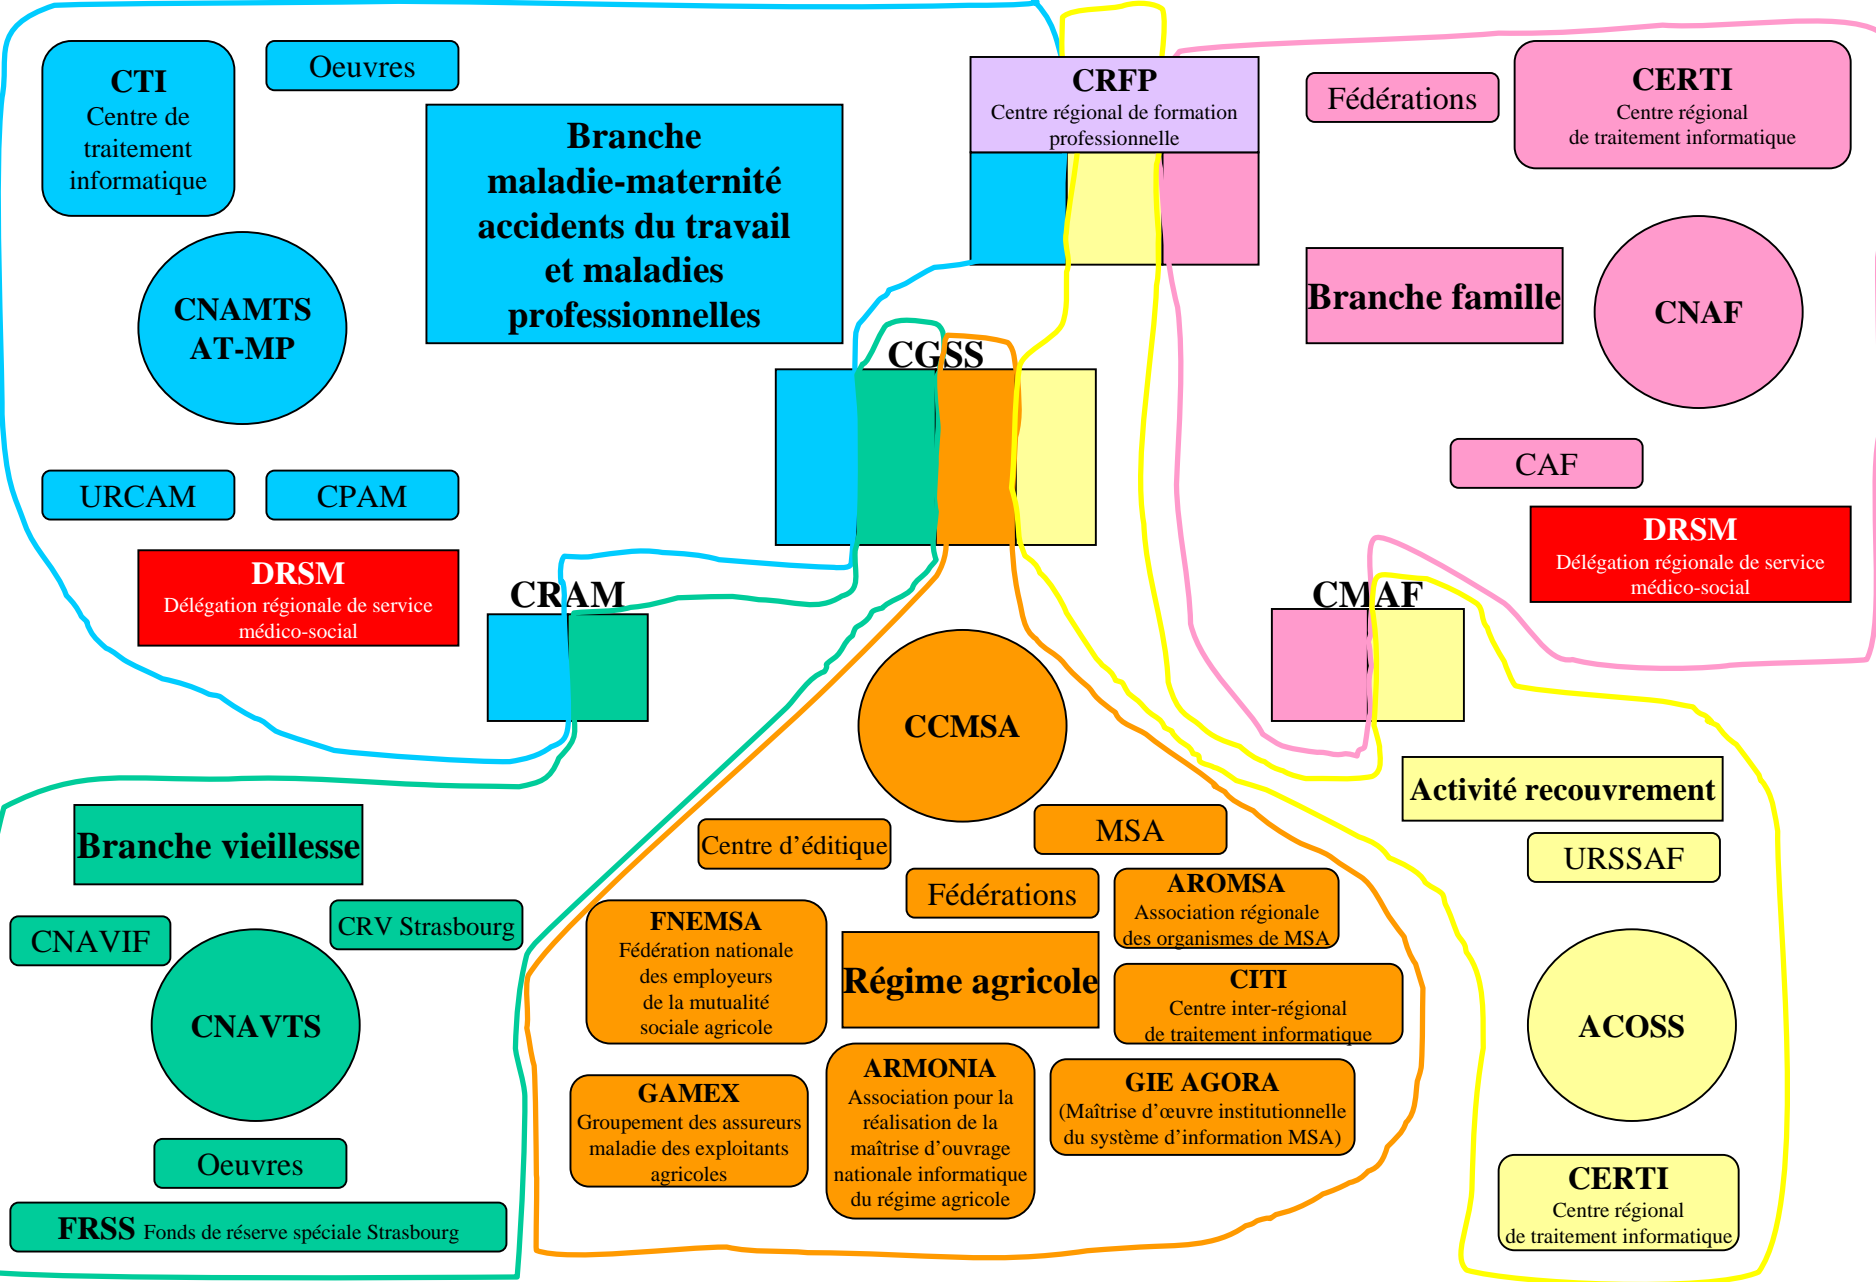 CTI
Centre de
traitement
informatique
Oeuvres
Branche
maladie-maternité
accidents du travail
et maladies
professionnelles
CNAMTS
AT-MP
URCAM
CPAM
DRSM
Délégation régionale de service
médico-social
CRFP
Centre régional de formation
professionnelle
CGSS
CRAM
Fédérations
CERTI
Centre régional
de traitement informatique
Branche famille
CNAF
CAF
DRSM
Délégation régionale de service
médico-social
CMAF
Branche vieillesse
CNAVIF
CRV Strasbourg
CNAVTS
Oeuvres
FRSS Fonds de réserve spéciale Strasbourg
CCMSA
Centre d’éditique
MSA
Fédérations
FNEMSA
Fédération nationale
des employeurs
de la mutualité
sociale agricole
Régime agricole
AROMSA
Association régionale
des organismes de MSA
CITI
Centre inter-régional
de traitement informatique
GAMEX
Groupement des assureurs
maladie des exploitants
agricoles
ARMONIA
Association pour la
réalisation de la
maîtrise d’ouvrage
nationale informatique
du régime agricole
GIE AGORA
(Maîtrise d’œuvre institutionnelle
du système d’information MSA)
Activité recouvrement
URSSAF
ACOSS
CERTI
Centre régional
de traitement informatique